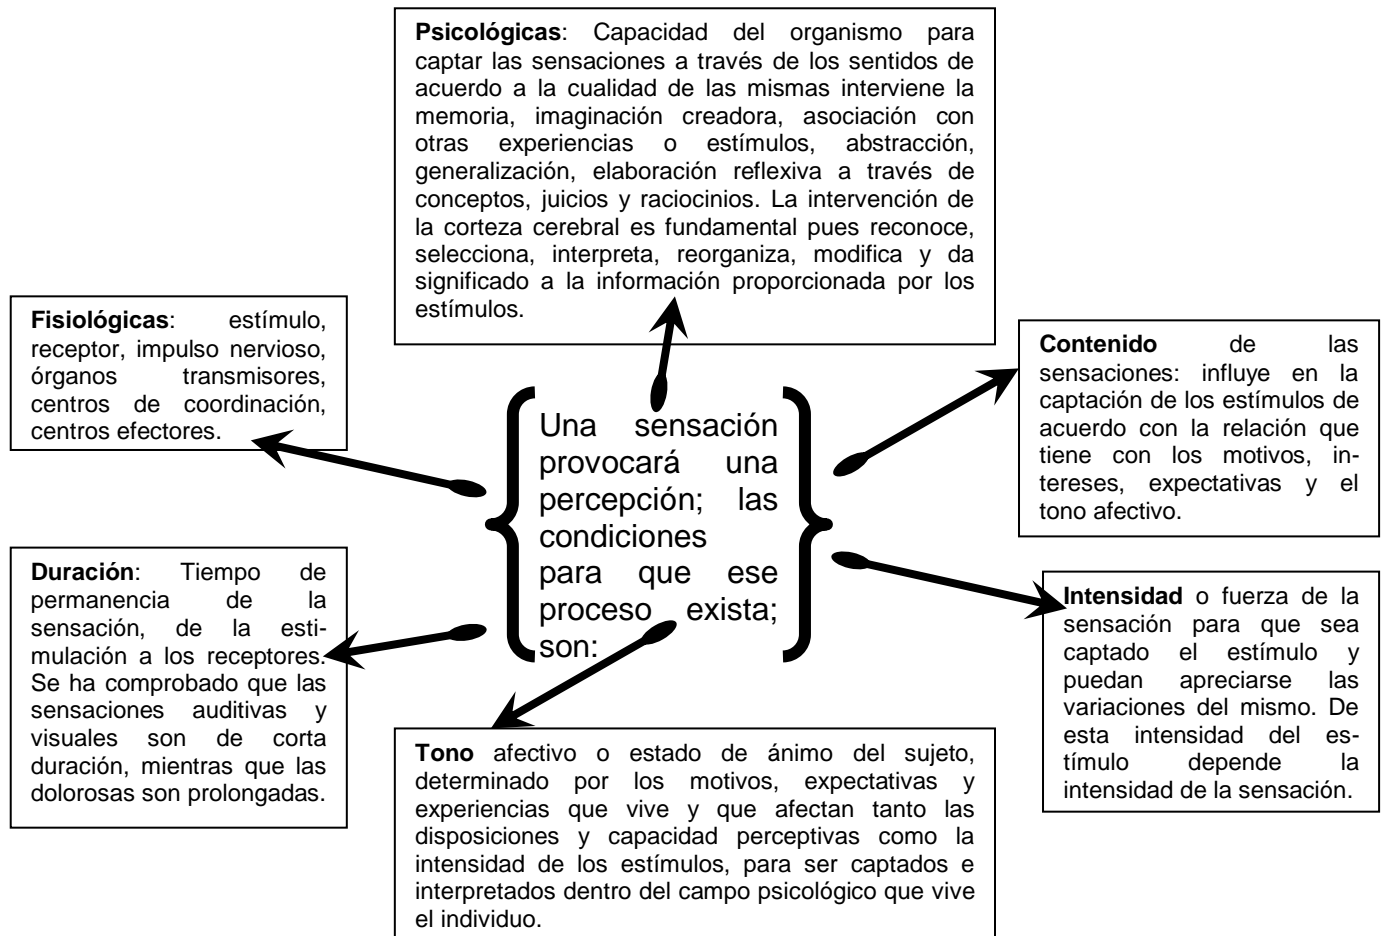 Psicológicas: Capacidad del organismo para
captar las sensaciones a través de los sentidos de
acuerdo a la cualidad de las mismas interviene la
memoria, imaginación creadora, asociación con
otras experiencias o estímulos, abstracción,
generalización, elaboración reflexiva a través de
conceptos, juicios y raciocinios. La intervención de
la corteza cerebral es fundamental pues reconoce,
selecciona, interpreta, reorganiza, modifica y da
significado a la información proporcionada por los
estímulos.
Fisiológicas: estímulo,
receptor, impulso nervioso,
órganos transmisores,
centros de coordinación,
centros efectores.
Contenido de las
sensaciones: influye en la
captación de los estímulos de
acuerdo con la relación que
tiene con los motivos, in-
tereses, expectativas y el
tono afectivo.
Una sensación
provocará una
percepción; las
condiciones
para que ese
proceso exista;
son:
Duración: Tiempo de
permanencia de la
sensación, de la esti-
mulación a los receptores.
Se ha comprobado que las
sensaciones auditivas y
visuales son de corta
duración, mientras que las
dolorosas son prolongadas.
Intensidad o fuerza de la
sensación para que sea
captado el estímulo y
puedan apreciarse las
variaciones del mismo. De
esta intensidad del es-
tímulo depende la
intensidad de la sensación.
Tono afectivo o estado de ánimo del sujeto,
determinado por los motivos, expectativas y
experiencias que vive y que afectan tanto las
disposiciones y capacidad perceptivas como la
intensidad de los estímulos, para ser captados e
interpretados dentro del campo psicológico que vive
el individuo.